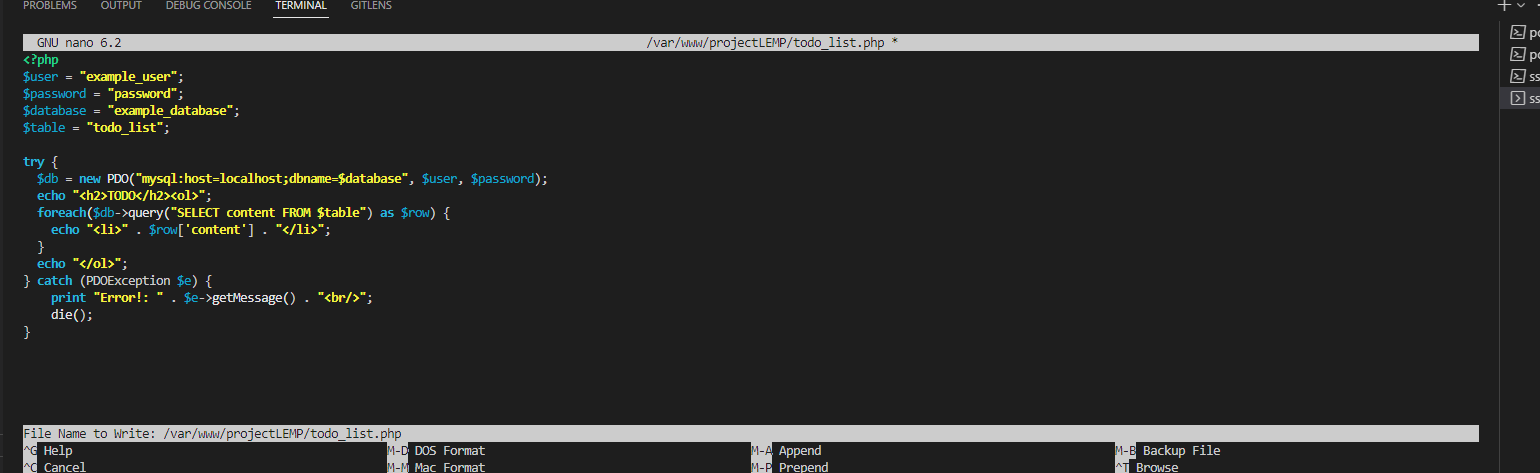 PROBLEMS OUTPUT DEBUG CONSOLE TERMINAL GITLENS
GNU nano 6.2 /var/www/projectLEMP/todo_list.php *
<?php
$user = "example_user";
$password = "password";
$database = "example_database";
$table = "todo_list";
try {
  $db = new PDO("mysql:host=localhost;dbname=$database", $user, $password);
  echo "<h2>TODO</h2><ol>";
  foreach($db->query("SELECT content FROM $table") as $row) {
    echo "<li>" . $row['content'] . "</li>";
  }
  echo "</ol>";
} catch (PDOException $e) {
    print "Error!: " . $e->getMessage() . "<br/>";
    die();
}
File Name to Write: /var/www/projectLEMP/todo_list.php
^G Help M-D DOS Format M-A Append M-B Backup File
^C Cancel M-M Mac Format M-P Prepend ^T Browse
po
po
ss
ss